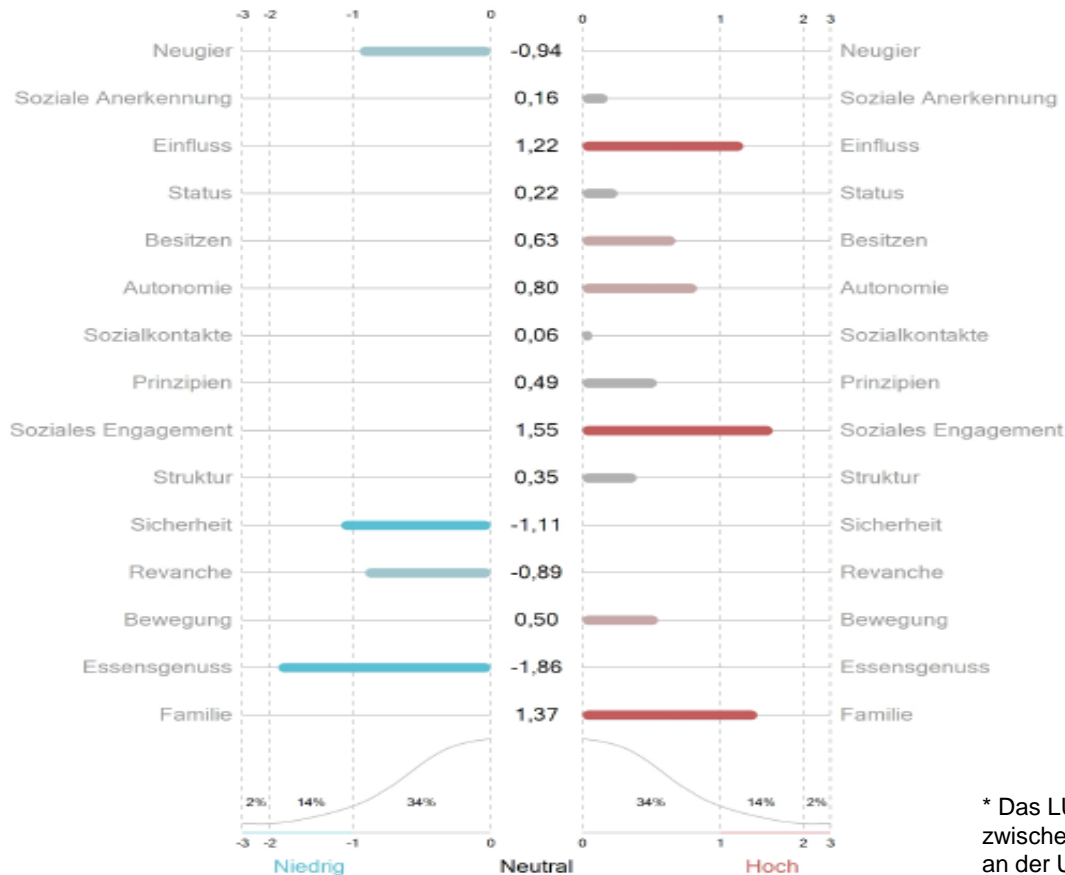 -3 -2 -1 0 0 1 2 3
Neugier -0,94 Neugier
Soziale Anerkennung 0,16 Soziale Anerkennung
Einfluss 1,22 Einfluss
Status 0,22 Status
Besitzen 0,63 Besitzen
Autonomie 0,80 Autonomie
Sozialkontakte 0,06 Sozialkontakte
Prinzipien 0,49 Prinzipien
Soziales Engagement 1,55 Soziales Engagement
Struktur 0,35 Struktur
Sicherheit -1,11 Sicherheit
Revanche -0,89 Revanche
Bewegung 0,50 Bewegung
Essensgenuss -1,86 Essensgenuss
Familie 1,37 Familie
2% 14% 34% 34% 14% 2%
-3 -2 -1 0 0 1 2 3
Niedrig Neutral Hoch
* Das
zwische
an der